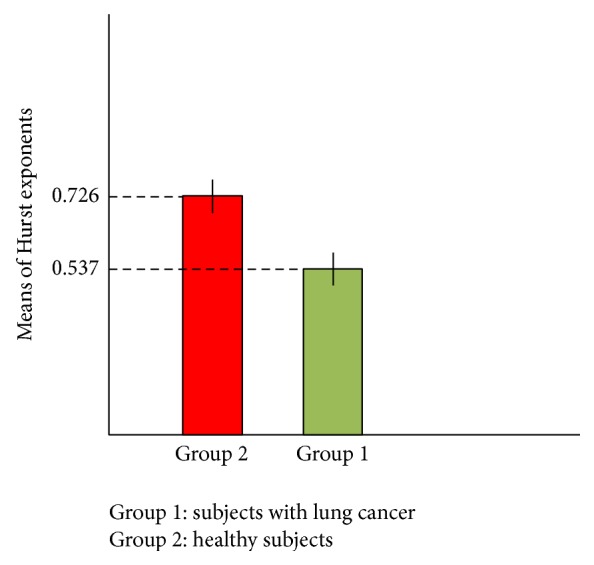 Means of Hurst exponents
0.726
0.537
Group 2
Group 1
Group 1: subjects with lung cancer
Group 2: healthy subjects